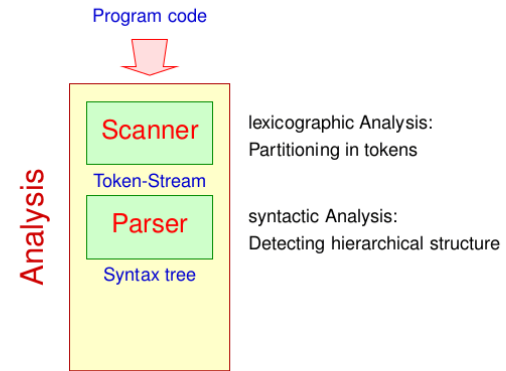 Program code
Scanner
lexicographic Analysis:
Partitioning in tokens
Token-Stream
Parser
syntactic Analysis:
Detecting hierarchical structure
Syntax tree
Analysis